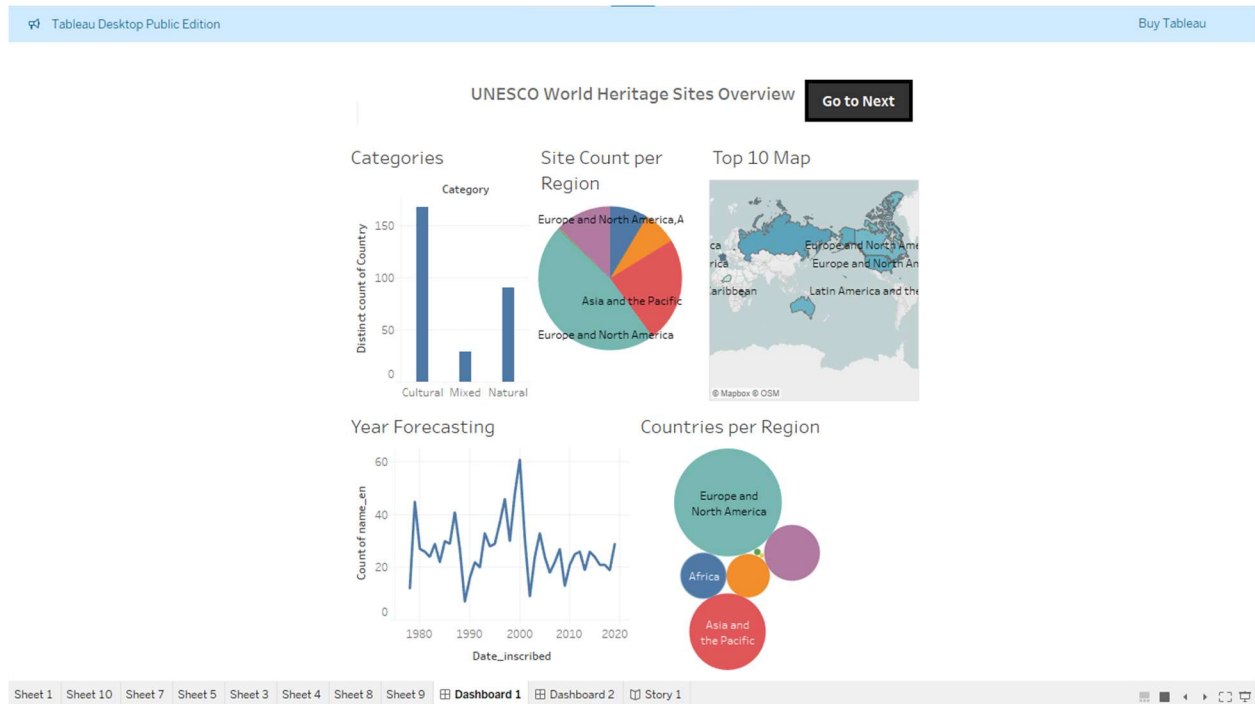 Tableau Desktop Public Edition
Buy Tableau
UNESCO World Heritage Sites Overview
Go to Next
Categories
Category
Distinct count of Country
150
100
50
0
Cultural Mixed Natural
Site Count per
Region
Europe and North America,A
Asia and the Pacific
Europe and North America
Top 10 Map
ca
Europe and North Ame
rica
Europe and North An
aribbean
Latin America and the
© Mapbox © OSM
Year Forecasting
Count of name_en
60
40
20
0
1980 1990 2000 2010 2020
Date_inscribed
Countries per Region
Europe and
North America
Africa
Asia and
the Pacific
Sheet 1 Sheet 10 Sheet 7 Sheet 5 Sheet 3 Sheet 4 Sheet 8 Sheet 9 Dashboard 1 Dashboard 2 Story 1